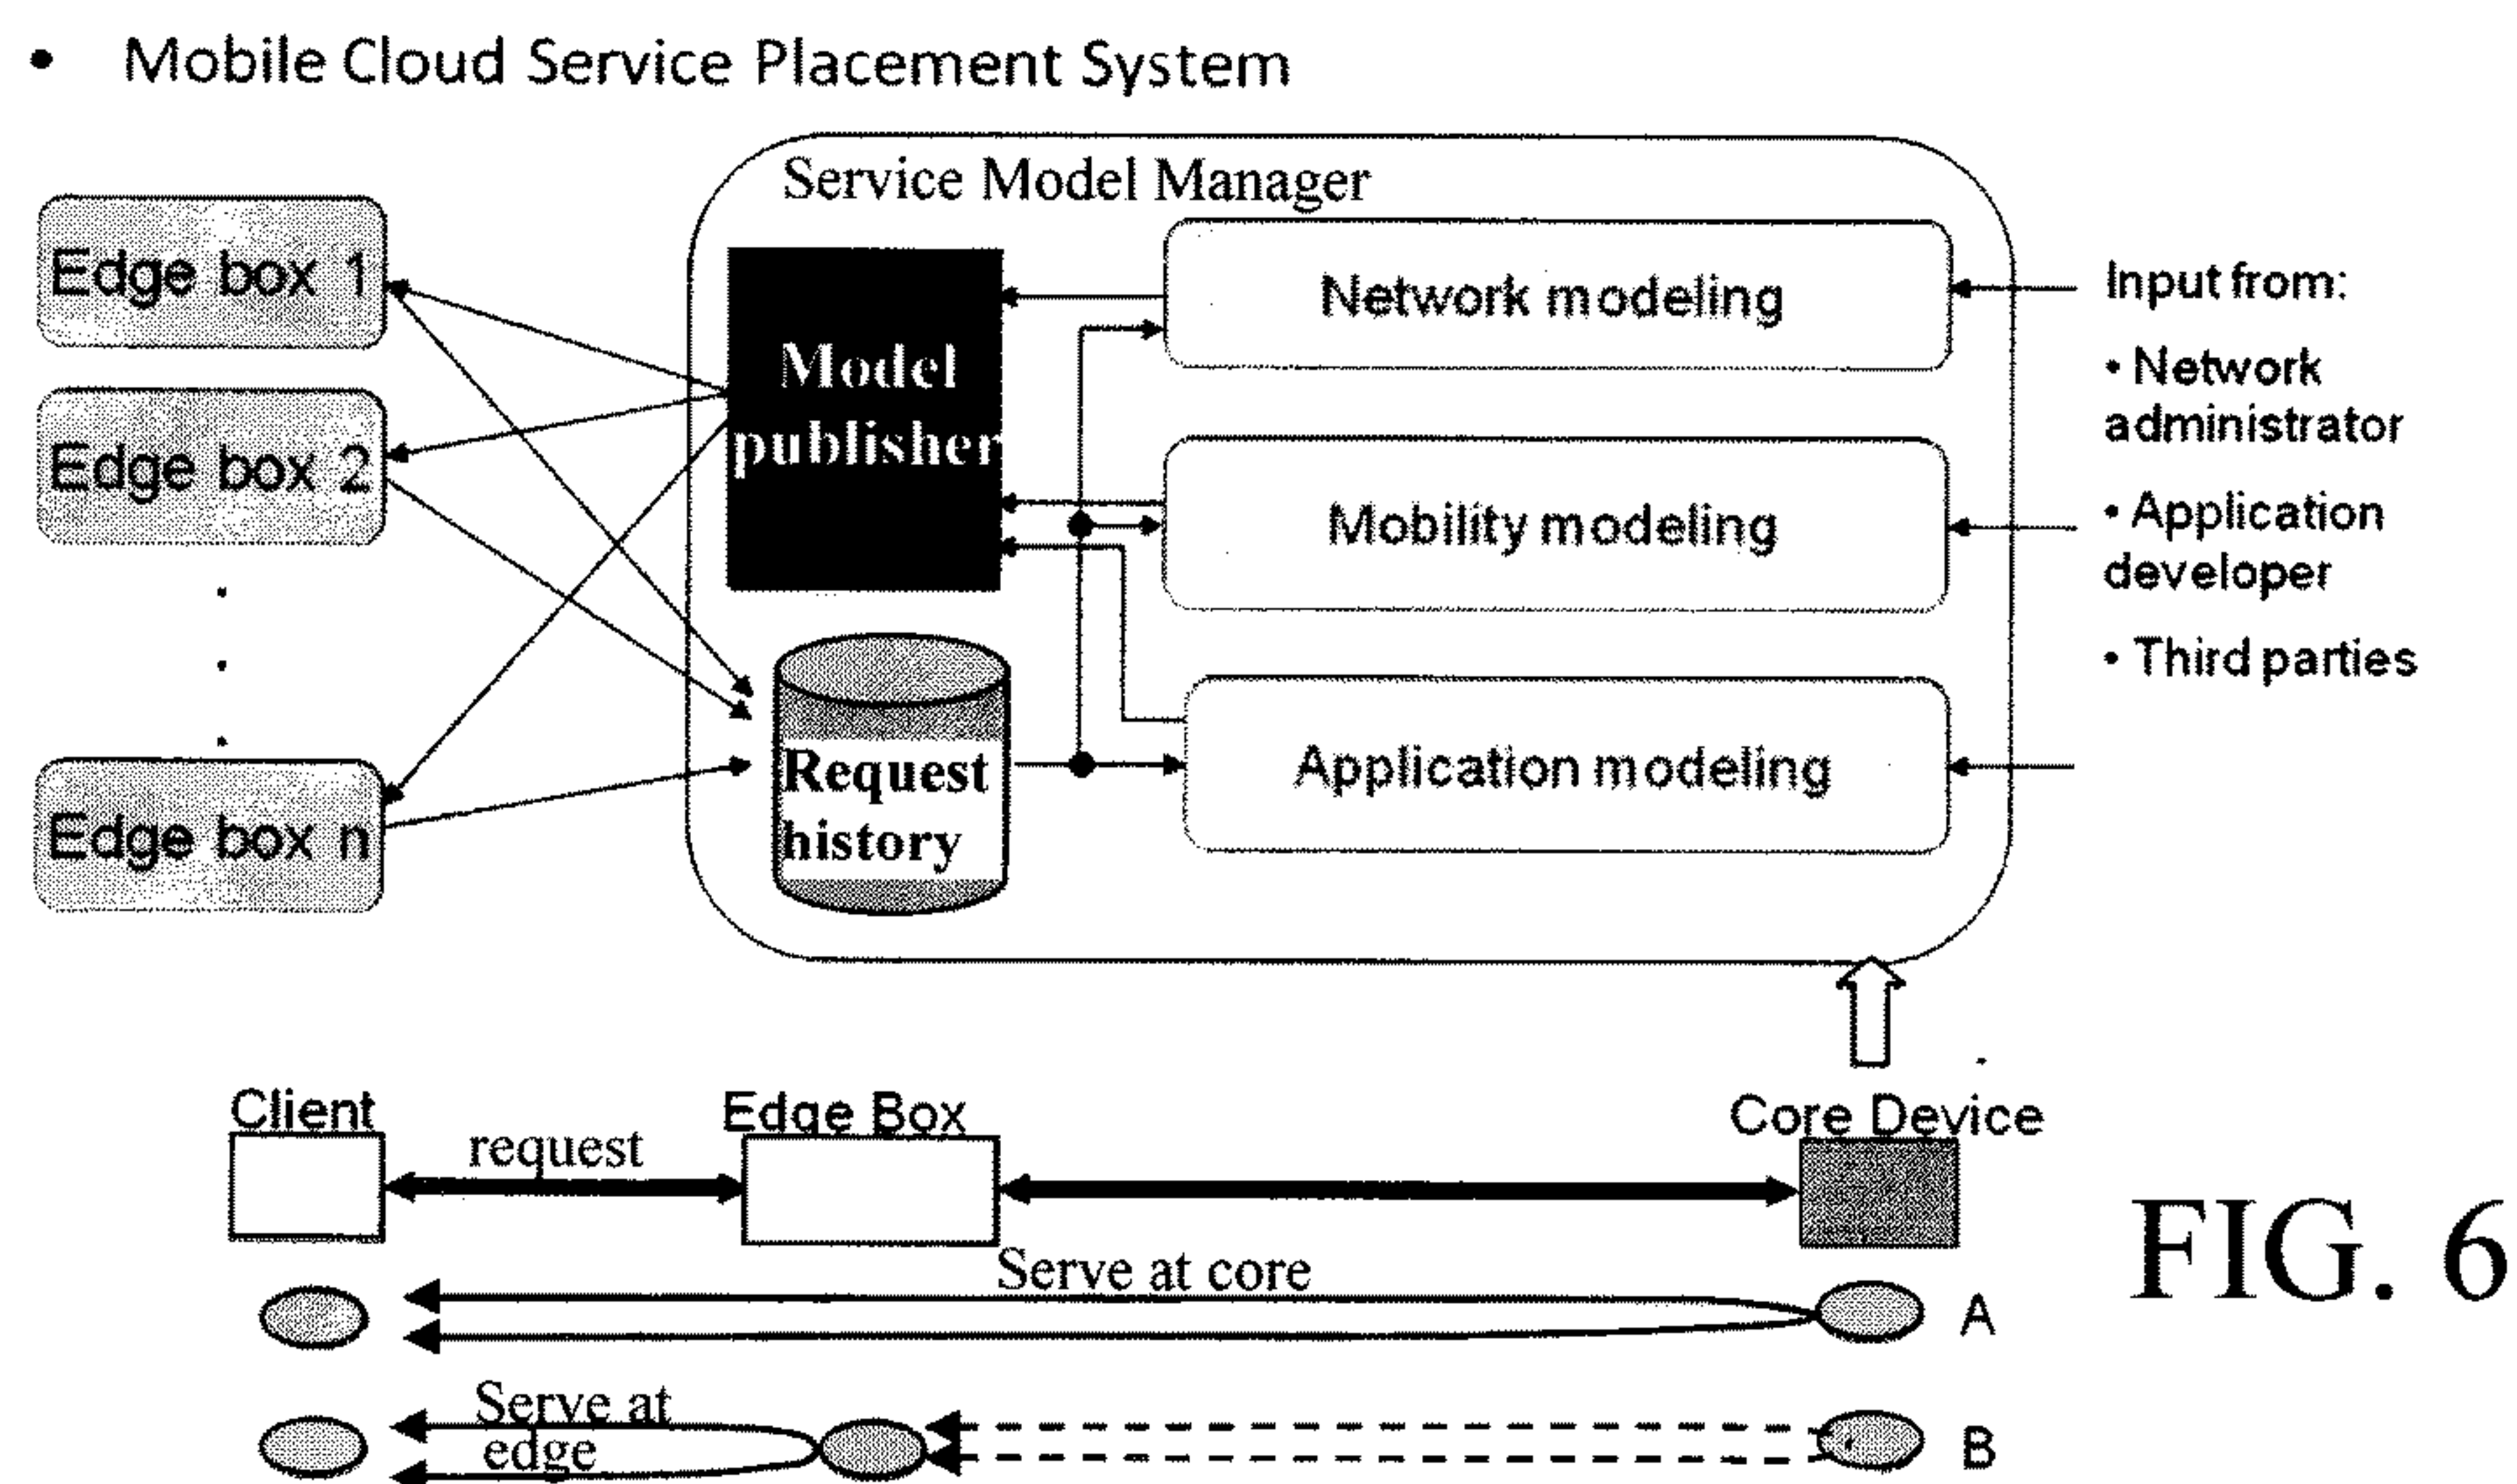 • Mobile Cloud Service Placement System
Service Model Manager
Edge box 1
Edge box 2
Edge box n
Model
publisher
Request
history
Network modeling
Mobility modeling
Application modeling
Input from:
• Network
administrator
• Application
developer
• Third parties
Client
request
Edge Box
Core Device
Serve at core
A
Serve at
edge
B
FIG. 6